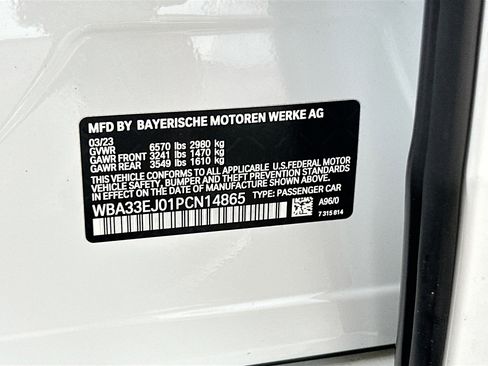 MFD BY BAYERISCHE MOTOREN WERKE AG
03/23
GVWR 6570 lbs 2980 kg
GAWR FRONT 3241 lbs 1470 kg
GAWR REAR 3549 lbs 1610 kg
THIS VEHICLE CONFORMS TO ALL APPLICABLE U.S.FEDERAL MOTOR
VEHICLE SAFETY, BUMPER AND THEFT PREVENTION STANDARDS
IN EFFECT ON THE DATE OF MANUFACTURE SHOWN ABOVE.
WBA33EJ01PCN14865 TYPE: PASSENGER CAR
A96/0
7 315 814